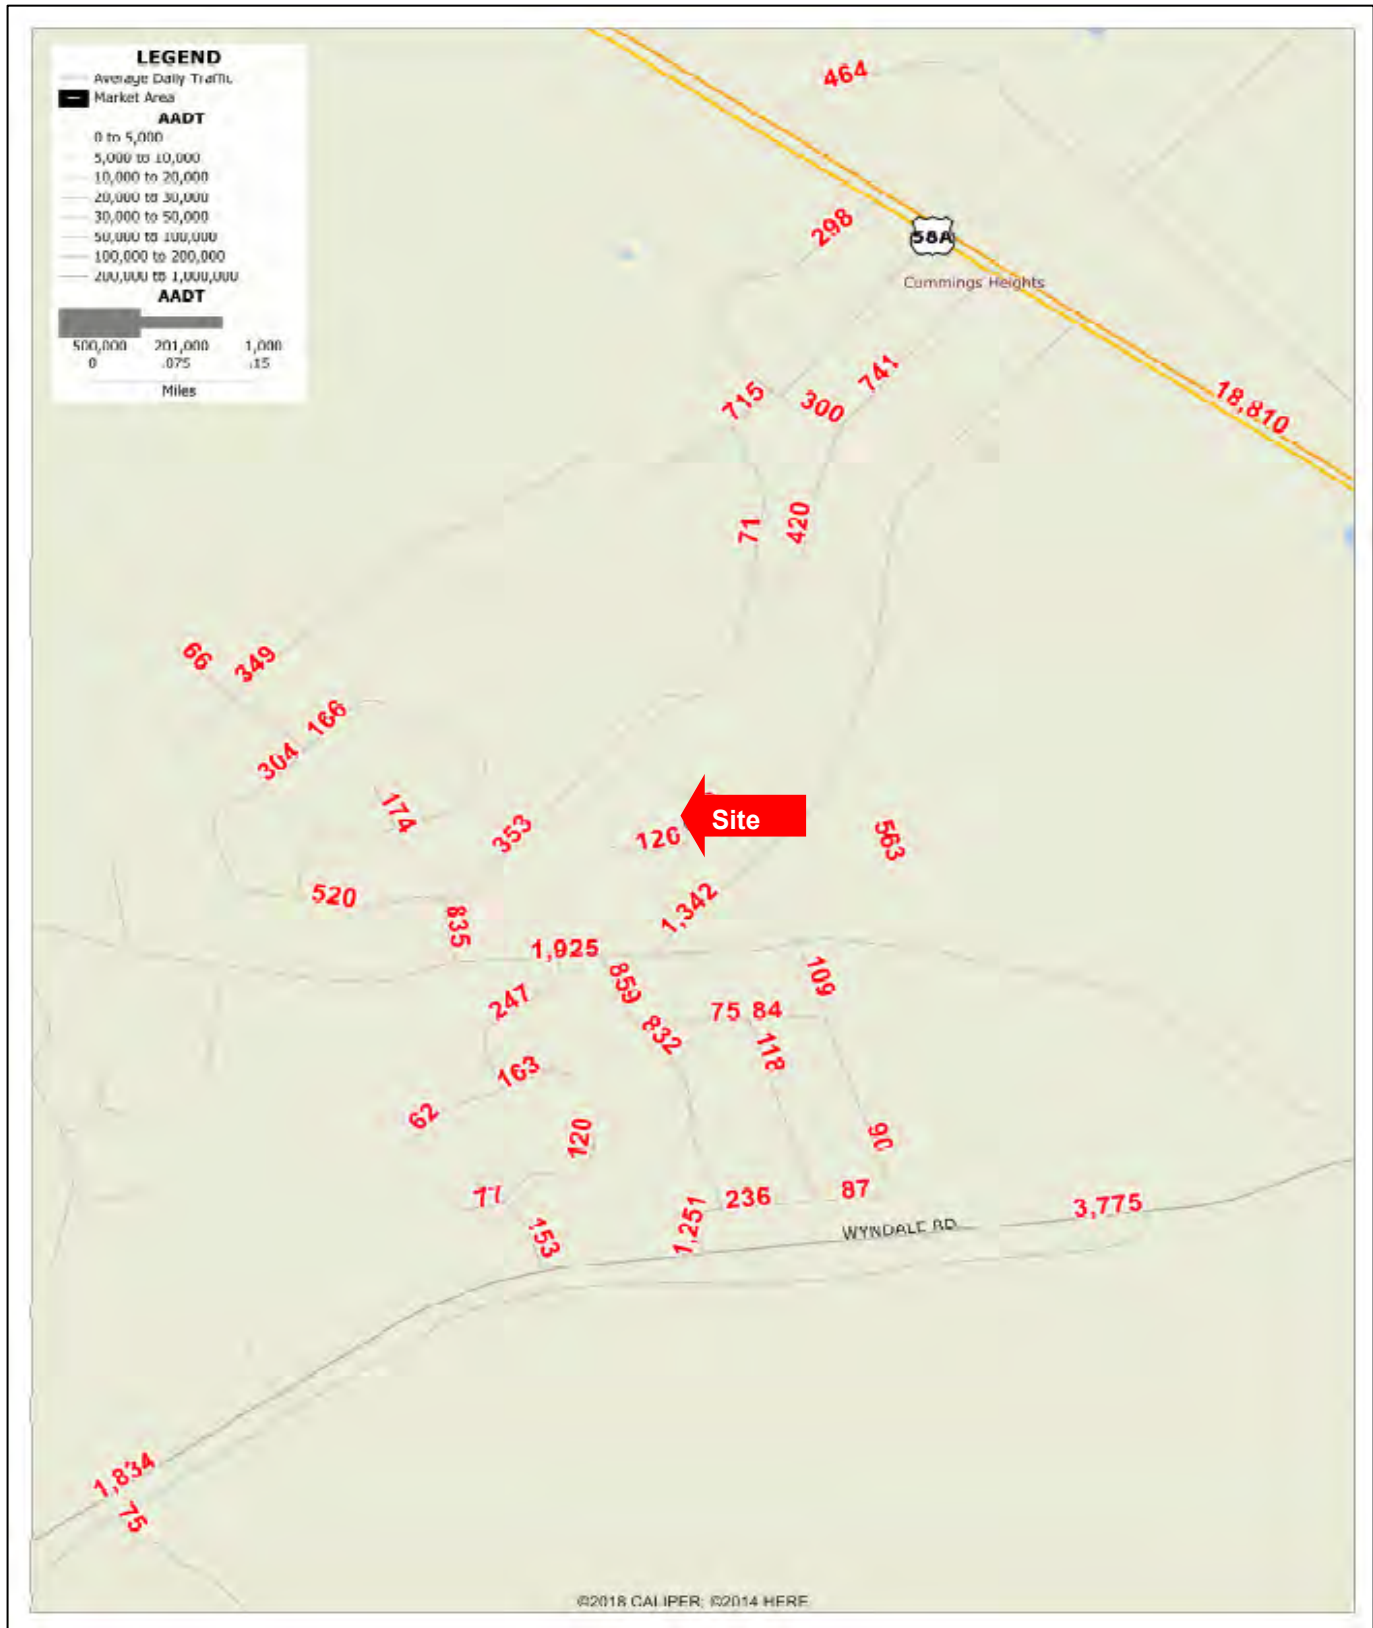 LEGEND
Average Daily Traffic
Market Area
AADT
0 to 5,000
5,000 to 10,000
10,000 to 20,000
20,000 to 30,000
30,000 to 50,000
50,000 to 100,000
100,000 to 200,000
200,000 to 1,000,000
AADT
500,000 201,000 1,000
0 .075 .15
Miles
464
298
58A
Cummings Heights
741
715
300
18,810
71
420
66
349
166
304
174
353
Site
120
563
520
1,342
835
1,925
859
109
247
75 84
832
118
163
62
120
90
77
236
87
1,251
3,775
153
WYNDALE RD
1,834
75
©2018 CALIPER; ©2014 HERE